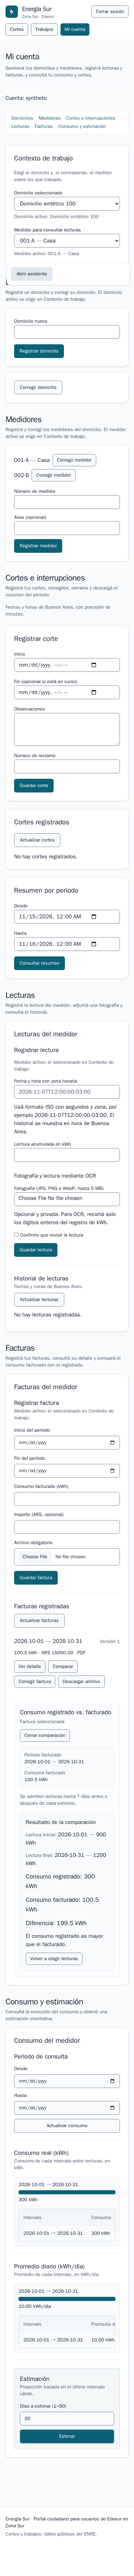 Energía Sur
Zona Sur · Edesur
Cerrar sesión
Cortes
Trabajos
Mi cuenta
Mi cuenta
Gestioná tus domicilios y medidores, registrá lecturas y facturas, y consultá tu consumo y cortes.
Cuenta: synthetic
Domicilios
Medidores
Cortes e interrupciones
Lecturas
Facturas
Consumo y estimación
Contexto de trabajo
Elegí el domicilio y, si corresponde, el medidor sobre los que trabajás.
Domicilio seleccionado
Domicilio sintético 100
Domicilio activo: Domicilio sintético 100
Medidor para consultar lecturas
001-A — Casa
Medidor activo: 001-A — Casa
Abrir asistente
Registrá un domicilio y corregí su dirección. El domicilio activo se elige en Contexto de trabajo.
Domicilio nuevo
Registrar domicilio
Corregir domicilio
Medidores
Registrá y corregí los medidores del domicilio. El medidor activo se elige en Contexto de trabajo.
001-A — Casa
Corregir medidor
002-B
Corregir medidor
Número de medidor
Alias (opcional)
Registrar medidor
Cortes e interrupciones
Registrá tus cortes, corregilos, cerralos y descargá el resumen del período.
Fechas y horas de Buenos Aires, con precisión de minutos.
Registrar corte
Inicio
mm/dd/yyyy, --:-- --
Fin (opcional si está en curso)
mm/dd/yyyy, --:-- --
Observaciones
Número de reclamo
Guardar corte
Cortes registrados
Actualizar cortes
No hay cortes registrados.
Resumen por período
Desde
11/15/2026, 12:00 AM
Hasta
11/16/2026, 12:00 AM
Consultar resumen
Lecturas
Registrá la lectura del medidor, adjuntá una fotografía y consultá el historial.
Lecturas del medidor
Registrar lectura
Medidor activo: el seleccionado en Contexto de trabajo.
Fecha y hora con zona horaria
2026-11-07T12:00:00-03:00
Usá formato ISO con segundos y zona, por ejemplo 2026-11-07T12:00:00-03:00. El historial se muestra en hora de Buenos Aires.
Lectura acumulada en kWh
Fotografía y lectura mediante OCR
Fotografía (JPG, PNG o WebP, hasta 5 MB)
Choose File No file chosen
Opcional y privada. Para OCR, recortá solo los dígitos enteros del registro de kWh.
Confirmo que revisé la lectura
Guardar lectura
Historial de lecturas
Fechas y horas de Buenos Aires.
Actualizar lecturas
No hay lecturas registradas.
Facturas
Registrá tus facturas, consultá su detalle y compará el consumo facturado con el registrado.
Facturas del medidor
Registrar factura
Medidor activo: el seleccionado en Contexto de trabajo.
Inicio del período
mm/dd/yyyy
Fin del período
mm/dd/yyyy
Consumo facturado (kWh)
Importe (ARS, opcional)
Archivo obligatorio
Choose File No file chosen
Guardar factura
Facturas registradas
Actualizar facturas
2026-10-01 — 2026-10-31
Versión 1
100.5 kWh · ARS 15000.00 · PDF
Ver detalle
Comparar
Corregir factura
Descargar archivo
Consumo registrado vs. facturado
Factura seleccionada
Cerrar comparación
Período facturado
2026-10-01 — 2026-10-31
Consumo facturado
100.5 kWh
Se admiten lecturas hasta 7 días antes o después de cada extremo.
Resultado de la comparación
Lectura inicial: 2026-10-01 — 900 kWh
Lectura final: 2026-10-31 — 1200 kWh
Consumo registrado: 300 kWh
Consumo facturado: 100.5 kWh
Diferencia: 199.5 kWh
El consumo registrado es mayor que el facturado.
Volver a elegir lecturas
Consumo y estimación
Consultá la evolución del consumo y obtené una estimación orientativa.
Consumo del medidor
Período de consulta
Desde
mm/dd/yyyy
Hasta
mm/dd/yyyy
Actualizar consumo
Consumo real (kWh)
Consumo de cada intervalo entre lecturas, en kWh.
2026-10-01 → 2026-10-31
300 kWh
Intervalo
Consumo
2026-10-01 → 2026-10-31
300 kWh
Promedio diario (kWh/día)
Promedio de cada intervalo, en kWh/día.
2026-10-01 → 2026-10-31
10.00 kWh/día
Intervalo
Promedio d
2026-10-01 → 2026-10-31
10.00 kWh
Estimación
Proyección basada en el último intervalo válido.
Días a estimar (1–90)
30
Estimar
Energía Sur · Portal ciudadano para usuarios de Edesur en Zona Sur
Cortes y trabajos: datos públicos del ENRE.